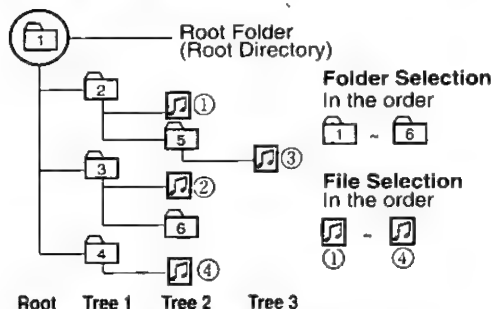 1
Root Folder
(Root Directory)
2
①
5
③
3
②
6
4
④
Root Tree 1 Tree 2 Tree 3
Folder Selection
In the order
1 ~ 6
File Selection
In the order
~
① ④